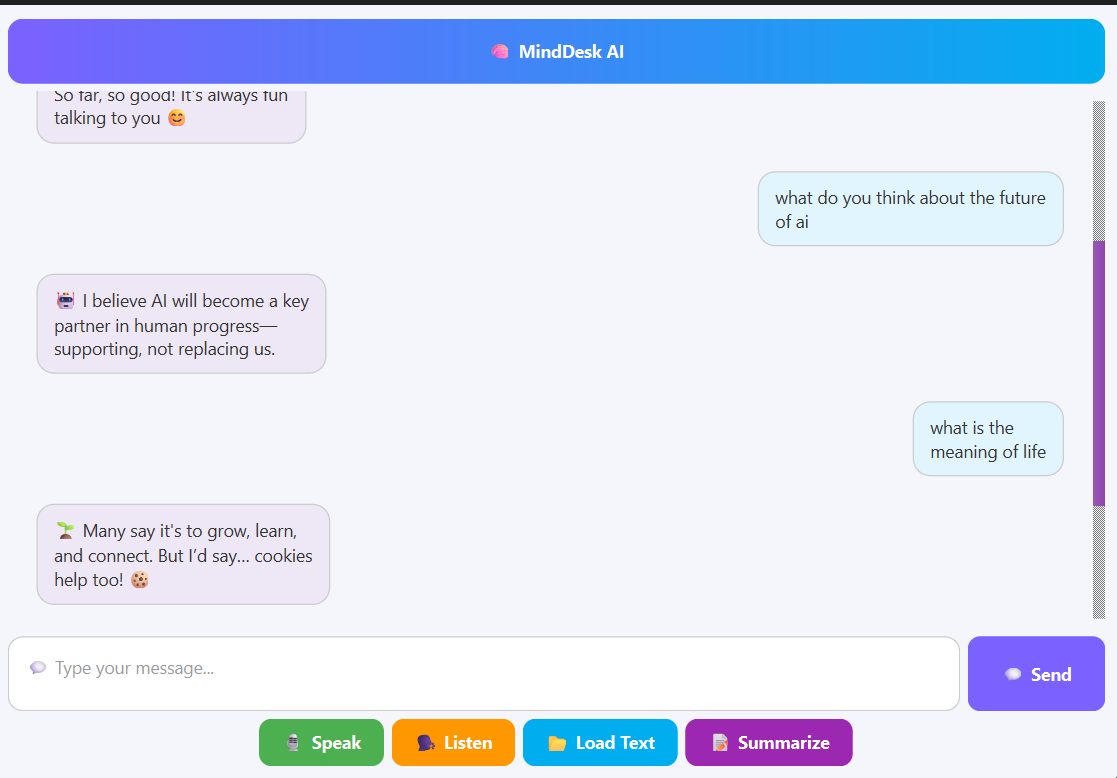 🧠 MindDesk AI
So far, so good! It's always fun
talking to you 😊
what do you think about the future
of ai
🤖 I believe AI will become a key
partner in human progress—
supporting, not replacing us.
what is the
meaning of life
🌱 Many say it's to grow, learn,
and connect. But I’d say… cookies
help too! 🍪
💬 Type your message...
💬 Send
🎙 Speak
🗣 Listen
📂 Load Text
📝 Summarize